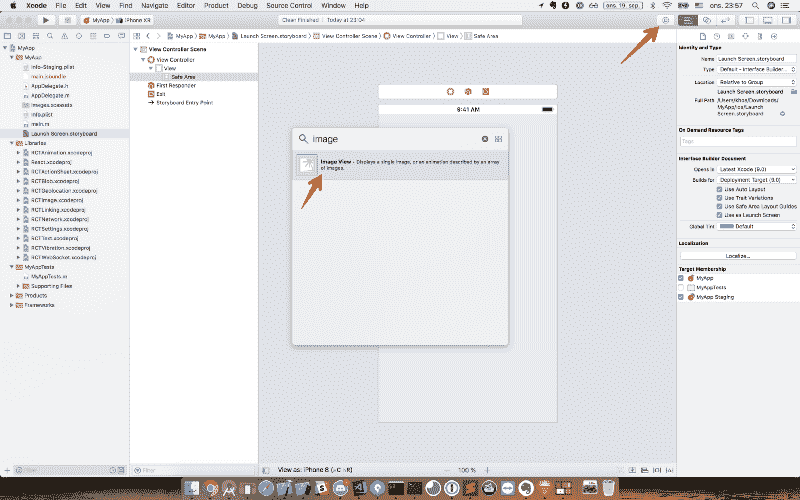 Xcode File Edit View Find Navigate Editor Product Debug Source Control Window Help
ons. 19. sep. ons. 23:57
MyApp iPhone XR
Clean Finished Today at 23:04
MyApp MyApp Launch Screen.storyboard View Controller Scene View Controller View Safe Area
MyApp
MyApp
Info-Staging.plist
main.jsbundle
AppDelegate.h
AppDelegate.m
Images.xcassets
Info.plist
main.m
Launch Screen.storyboard
Libraries
RCTAnimation.xcodeproj
React.xcodeproj
RCTActionSheet.xcodeproj
RCTBlob.xcodeproj
RCTGeolocation.xcodeproj
RCTImage.xcodeproj
RCTLinking.xcodeproj
RCTNetwork.xcodeproj
RCTSettings.xcodeproj
RCTText.xcodeproj
RCTVibration.xcodeproj
RCTWebSocket.xcodeproj
MyAppTests
MyAppTests.m
Supporting Files
Products
Frameworks
Filter
View Controller Scene
View Controller
View
Safe Area
First Responder
Exit
Storyboard Entry Point
Filter
9:41 AM
image
Image View - Displays a single image, or an animation described by an array
of images.
View as: iPhone 8 (wC hR)
100 %
Identity and Type
Name Launch Screen.storyboard
Type Default - Interface Builder...
Location Relative to Group
Launch Screen.storyboard
Full Path
MyApp/ios/Launch
Screen.storyboard
On Demand Resource Tags
Tags
Interface Builder Document
Opens in Latest Xcode (9.0)
Builds for Deployment Target (9.0)
Use Auto Layout
Use Trait Variations
Use Safe Area Layout Guides
Use as Launch Screen
Global Tint Default
Localization
Localize...
Target Membership
MyApp
MyAppTests
MyApp Staging